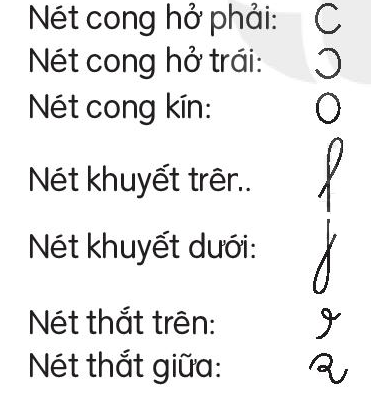 Nét cong hở phải: C
Nét cong hở trái: Ɔ
Nét cong kín: O
Nét khuyết trên..
Nét khuyết dưới:
Nét thắt trên:
Nét thắt giữa: